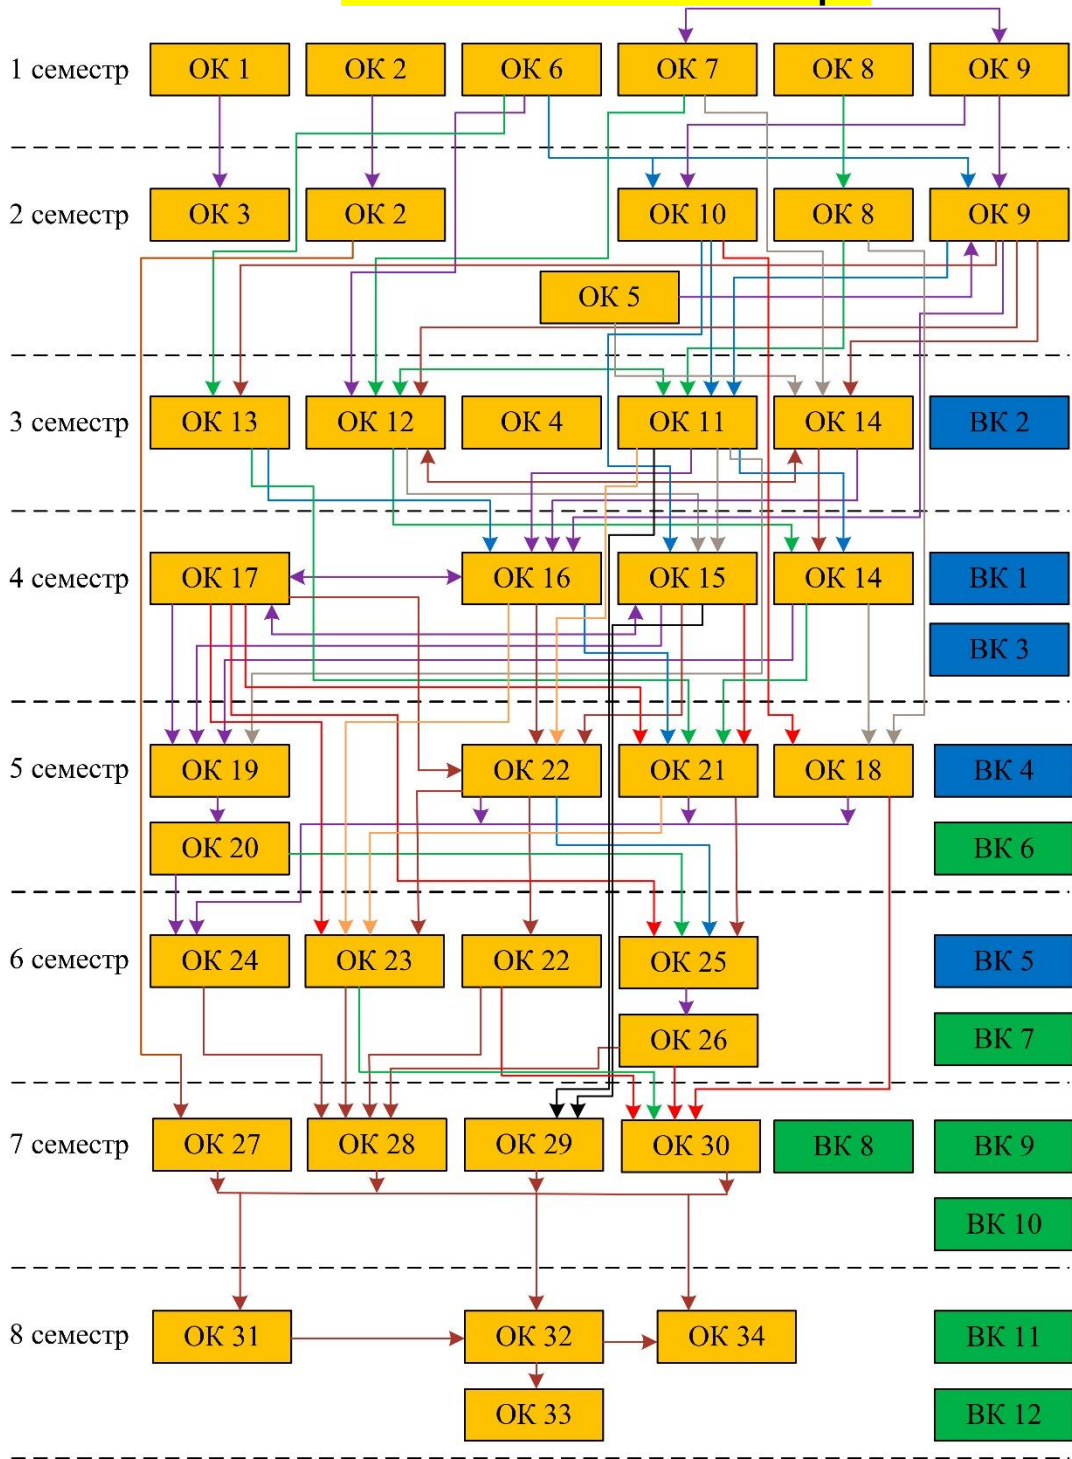 1 семестр ОК 1 ОК 2 ОК 6 ОК 7 ОК 8 ОК 9
2 семестр ОК 3 ОК 2 ОК 10 ОК 8 ОК 9
ОК 5
3 семестр ОК 13 ОК 12 ОК 4 ОК 11 ОК 14 ВК 2
4 семестр ОК 17 ОК 16 ОК 15 ОК 14 ВК 1
ВК 3
5 семестр ОК 19 ОК 22 ОК 21 ОК 18 ВК 4
ОК 20 ВК 6
6 семестр ОК 24 ОК 23 ОК 22 ОК 25 ВК 5
ОК 26 ВК 7
7 семестр ОК 27 ОК 28 ОК 29 ОК 30 ВК 8 ВК 9
ВК 10
8 семестр ОК 31 ОК 32 ОК 34 ВК 11
ОК 33 ВК 12